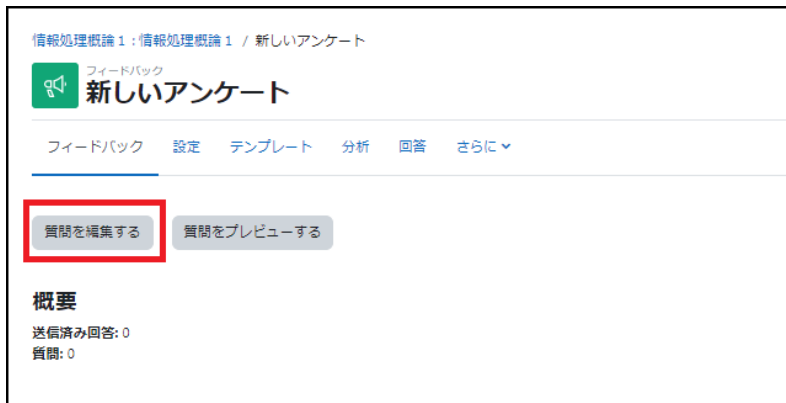 情報処理概論1:情報処理概論1 / 新しいアンケート
フィードバック
新しいアンケート
フィードバック 設定 テンプレート 分析 回答 さらに
質問を編集する 質問をプレビューする
概要
送信済み回答: 0
質問: 0